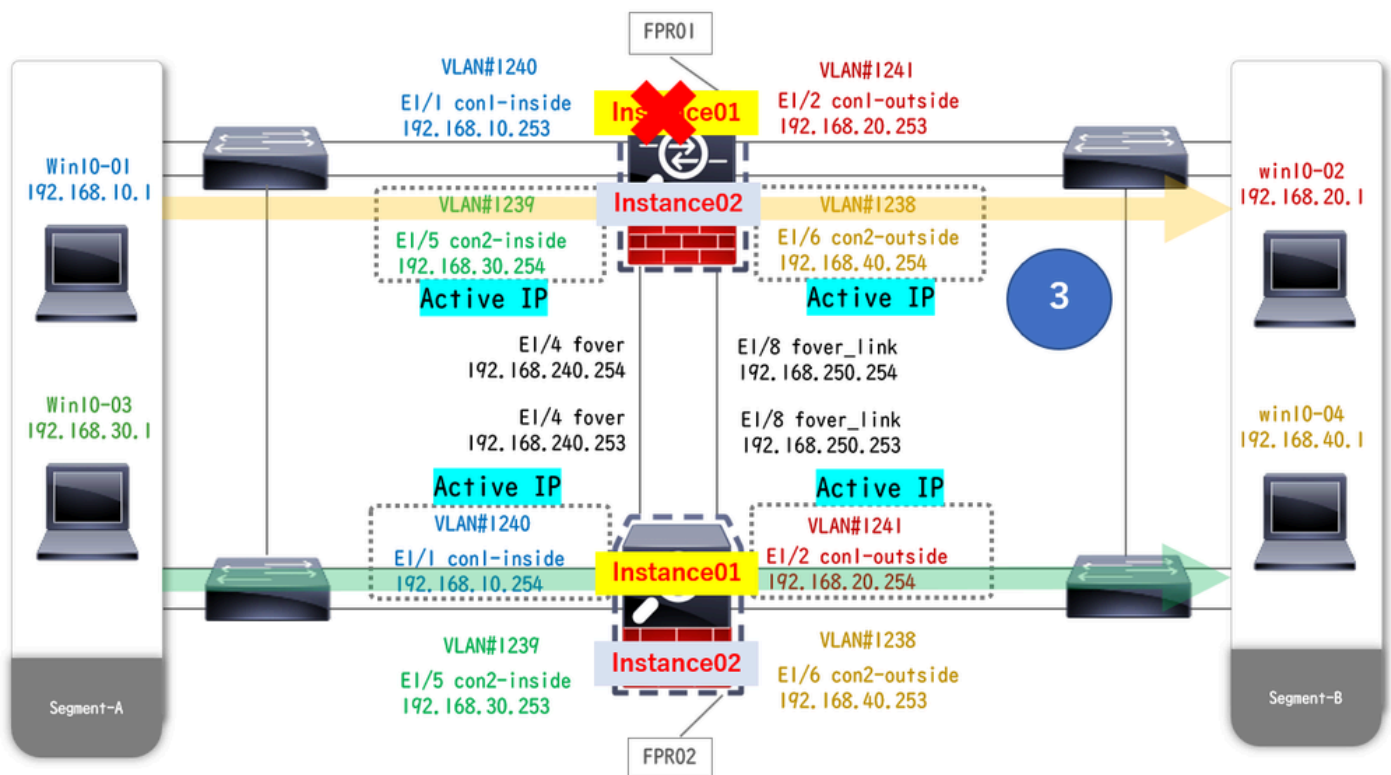 FPR01
VLAN#1240
E1/1 con1-inside
192.168.10.253
Instance01
VLAN#1241
E1/2 con1-outside
192.168.20.253
Win10-01
192.168.10.1
win10-02
192.168.20.1
VLAN#1239
E1/5 con2-inside
192.168.30.254
Active IP
Instance02
VLAN#1238
E1/6 con2-outside
192.168.40.254
Active IP
3
E1/4 fover
192.168.240.254
E1/8 fover_link
192.168.250.254
Win10-03
192.168.30.1
win10-04
192.168.40.1
E1/4 fover
192.168.240.253
E1/8 fover_link
192.168.250.253
Active IP
VLAN#1240
E1/1 con1-inside
192.168.10.254
Instance01
Active IP
VLAN#1241
E1/2 con1-outside
192.168.20.254
VLAN#1239
E1/5 con2-inside
192.168.30.253
Instance02
VLAN#1238
E1/6 con2-outside
192.168.40.253
Segment-A
Segment-B
FPR02